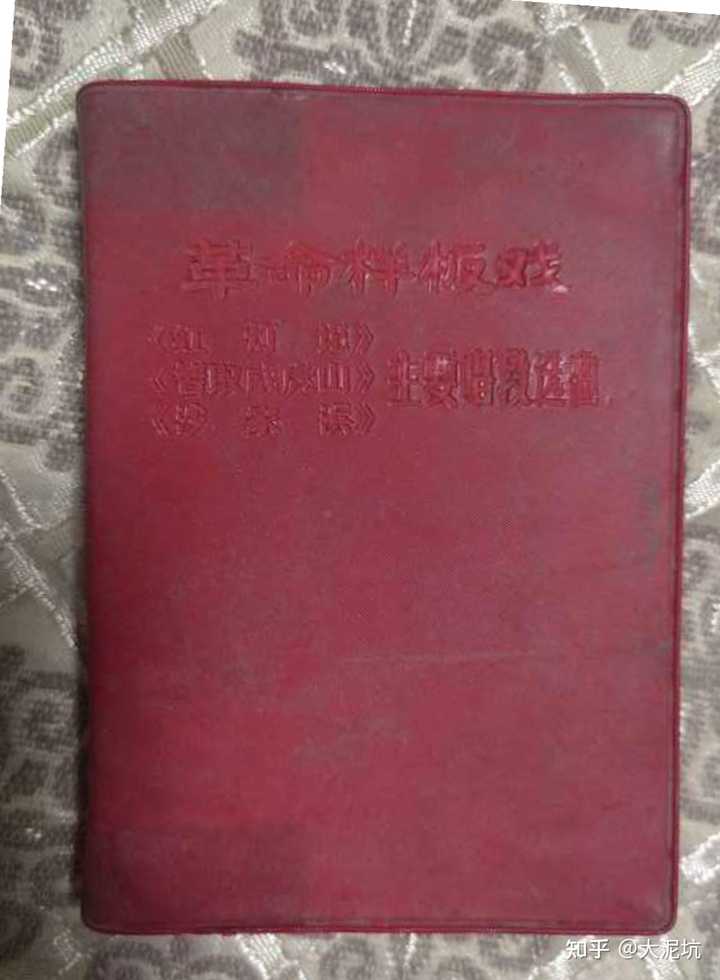 革命样板戏
《红灯记》
《智取威虎山》
《沙家浜》
主要唱段选曲
知乎 @大泥坑